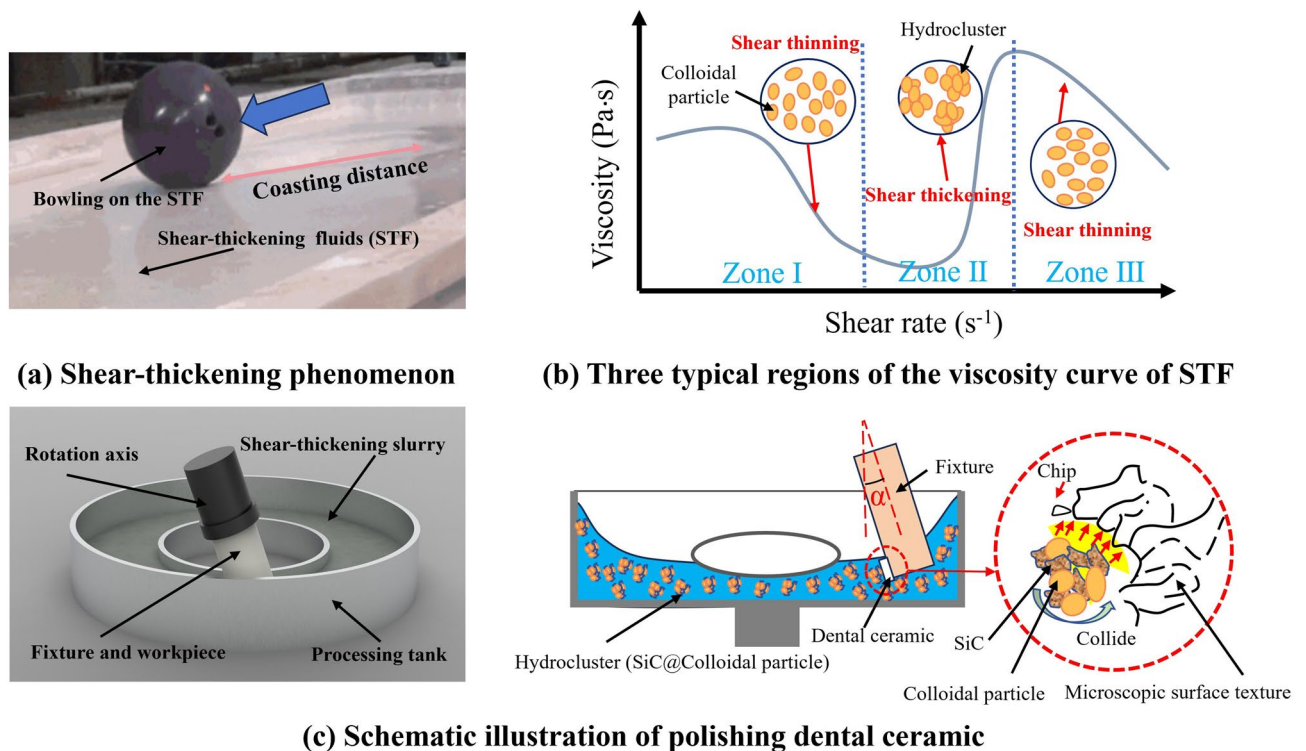 Bowling on the STF
Coasting distance
Shear-thickening fluids (STF)
(a) Shear-thickening phenomenon
Viscosity (Pa·s)
Shear thinning
Colloidal
particle
Hydrocluster
Shear thickening
Shear thinning
Zone I
Zone II
Zone III
Shear rate (s⁻¹)
(b) Three typical regions of the viscosity curve of STF
Rotation axis
Shear-thickening slurry
Fixture and workpiece
Processing tank
α
Fixture
Dental ceramic
Hydrocluster (SiC@Colloidal particle)
Chip
SiC
Collide
Colloidal particle
Microscopic surface texture
(c) Schematic illustration of polishing dental ceramic